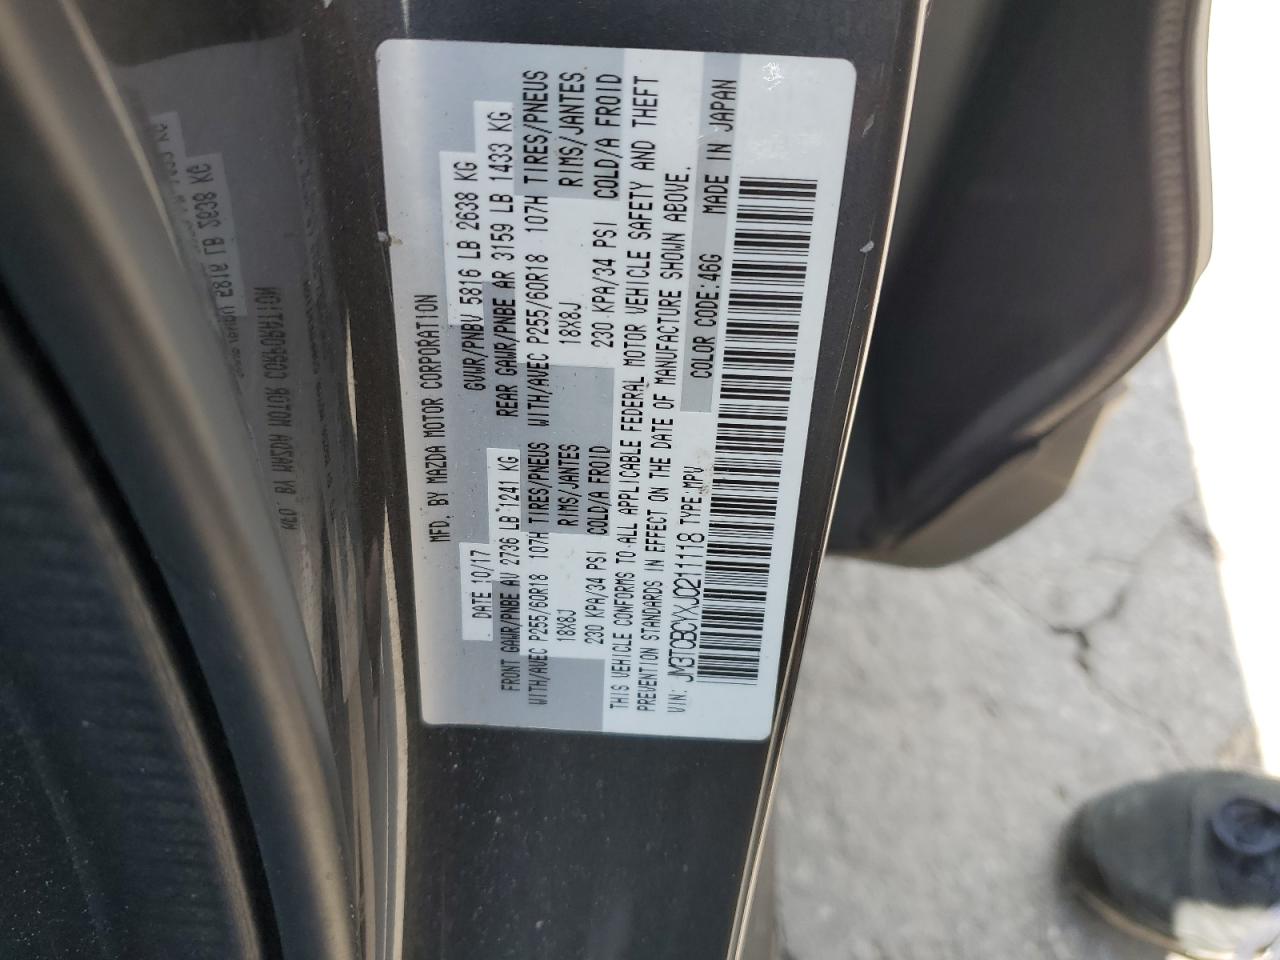 MFD. BY MAZDA MOTOR CORPORATION
DATE 10/17 GVWR/PNBV 5816 LB 2638 KG
FRONT GAWR/PNBE AV 2736 LB 1241 KG REAR GAWR/PNBE AR 3159 LB 1433 KG
WITH/AVEC P255/60R18 107H TIRES/PNEUS WITH/AVEC P255/60R18 107H TIRES/PNEUS
18X8J RIMS/JANTES 18X8J RIMS/JANTES
230 KPA/34 PSI COLD/A FROID 230 KPA/34 PSI COLD/A FROID
THIS VEHICLE CONFORMS TO ALL APPLICABLE FEDERAL MOTOR VEHICLE SAFETY AND THEFT
PREVENTION STANDARDS IN EFFECT ON THE DATE OF MANUFACTURE SHOWN ABOVE.
VIN: JM3TCBCYXJ0211118 TYPE:MPV COLOR CODE:46G MADE IN JAPAN